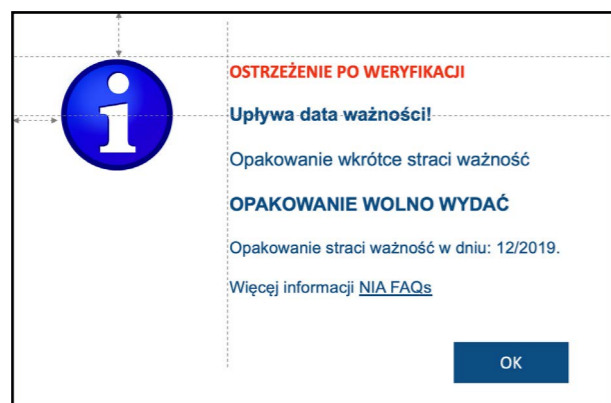 OSTRZEŻENIE PO WERYFIKACJI
Upływa data ważności!
Opakowanie wkrótce straci ważność
OPAKOWANIE WOLNO WYDAĆ
Opakowanie straci ważność w dniu: 12/2019.
Więcej informacji NIA FAQs
OK